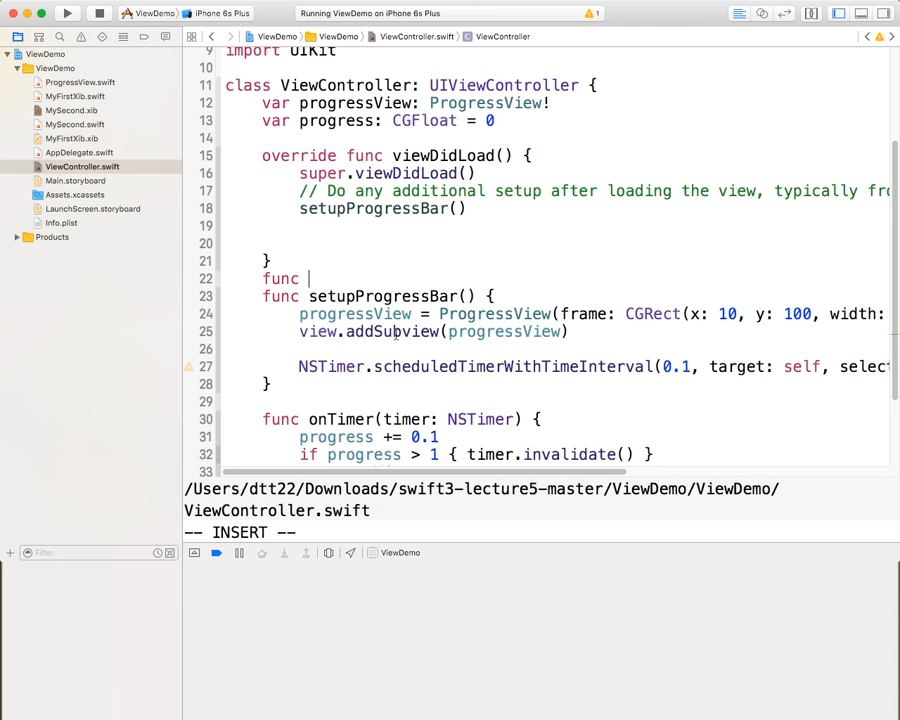 ViewDemo iPhone 6s Plus Running ViewDemo on iPhone 6s Plus 1
ViewDemo ViewDemo ViewController.swift C ViewController
ViewDemo
ViewDemo
ProgressView.swift
MyFirstXib.swift
MySecond.xib
MySecond.swift
MyFirstXib.xib
AppDelegate.swift
ViewController.swift
Main.storyboard
Assets.xcassets
LaunchScreen.storyboard
Info.plist
Products
9 import UIKit
10
11 class ViewController: UIViewController {
12 var progressView: ProgressView!
13 var progress: CGFloat = 0
14
15 override func viewDidLoad() {
16 super.viewDidLoad()
17 // Do any additional setup after loading the view, typically fro
18 setupProgressBar()
19
20
21 }
22 func
23 func setupProgressBar() {
24 progressView = ProgressView(frame: CGRect(x: 10, y: 100, width:
25 view.addSubview(progressView)
26
27 NSTimer.scheduledTimerWithTimeInterval(0.1, target: self, select
28 }
29
30 func onTimer(timer: NSTimer) {
31 progress += 0.1
32 if progress > 1 { timer.invalidate() }
33
/Users/dtt22/Downloads/swift3-lecture5-master/ViewDemo/ViewDemo/
ViewController.swift
-- INSERT --
Filter
ViewDemo